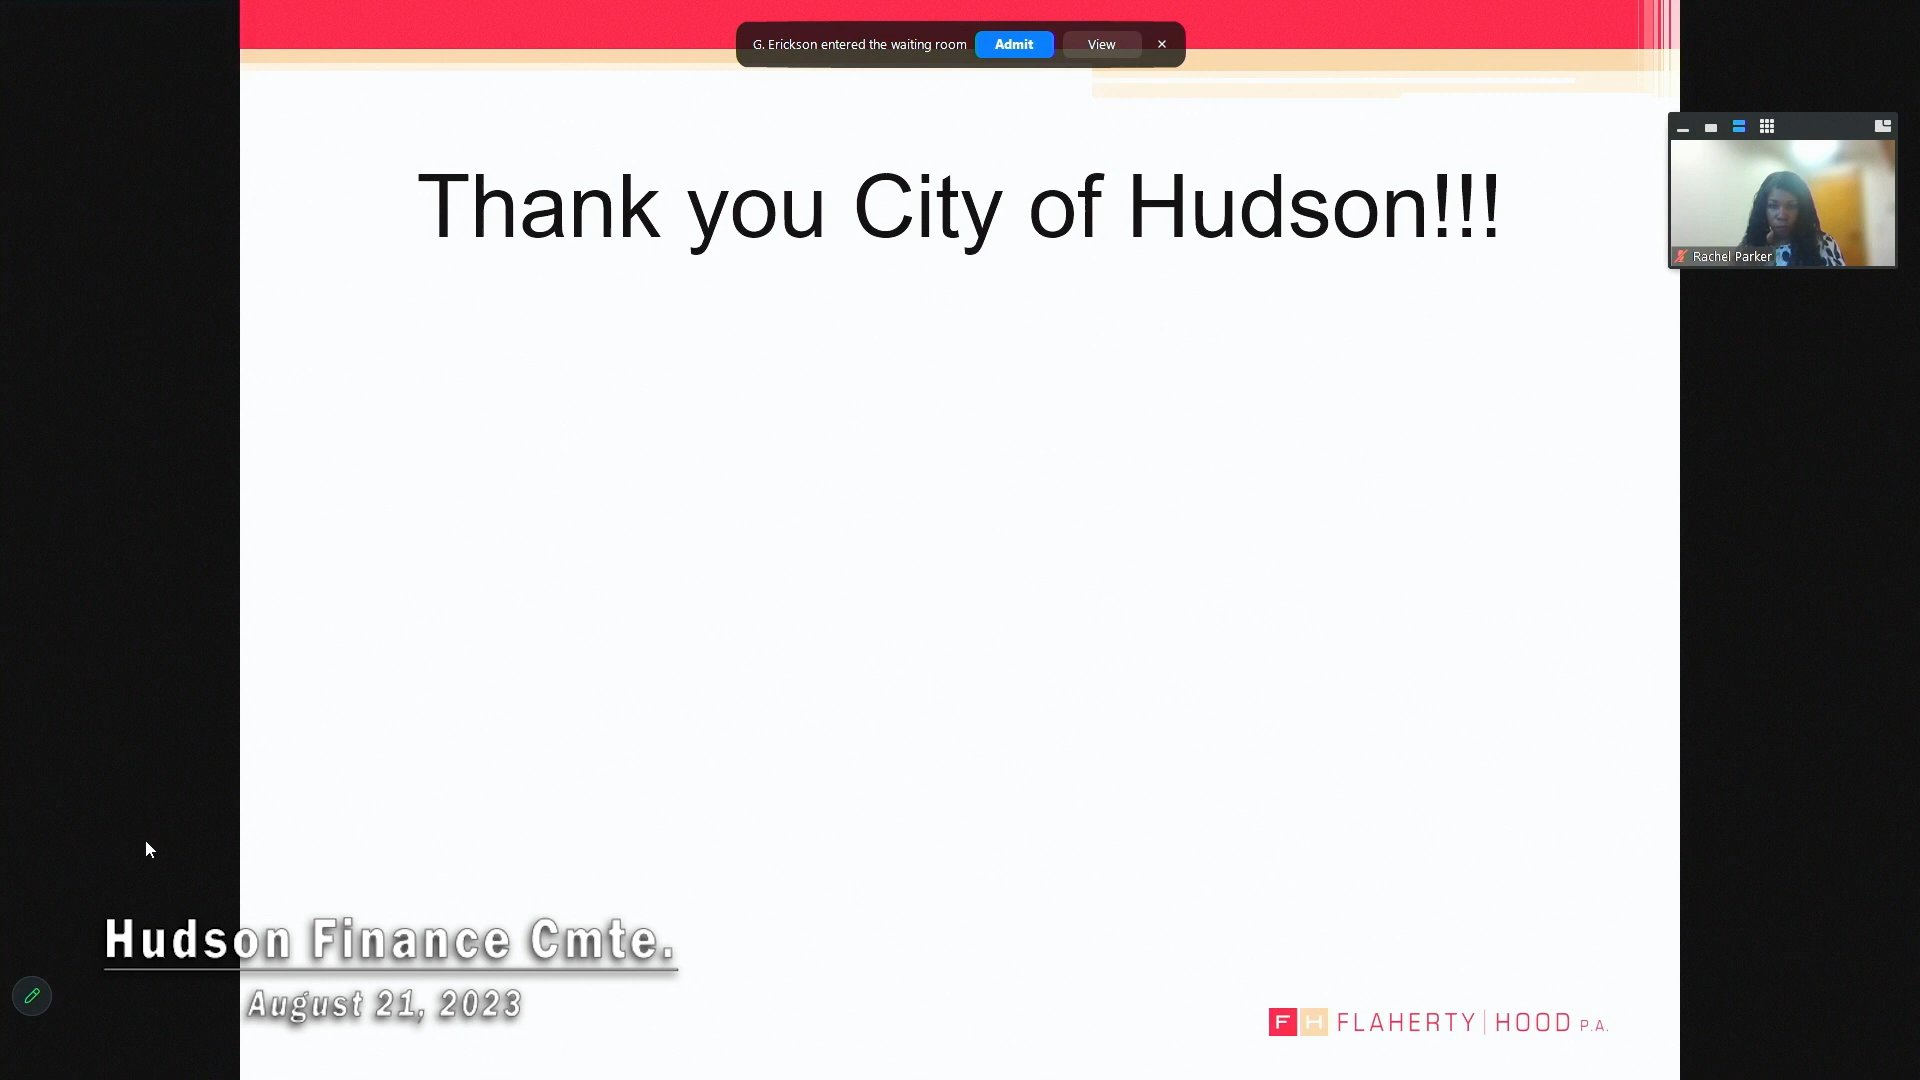 G. Erickson entered the waiting room Admit View
Thank you City of Hudson!!!
Rachel Parker
Hudson Finance Cmte.
August 21, 2023
FH FLAHERTY | HOOD P.A.